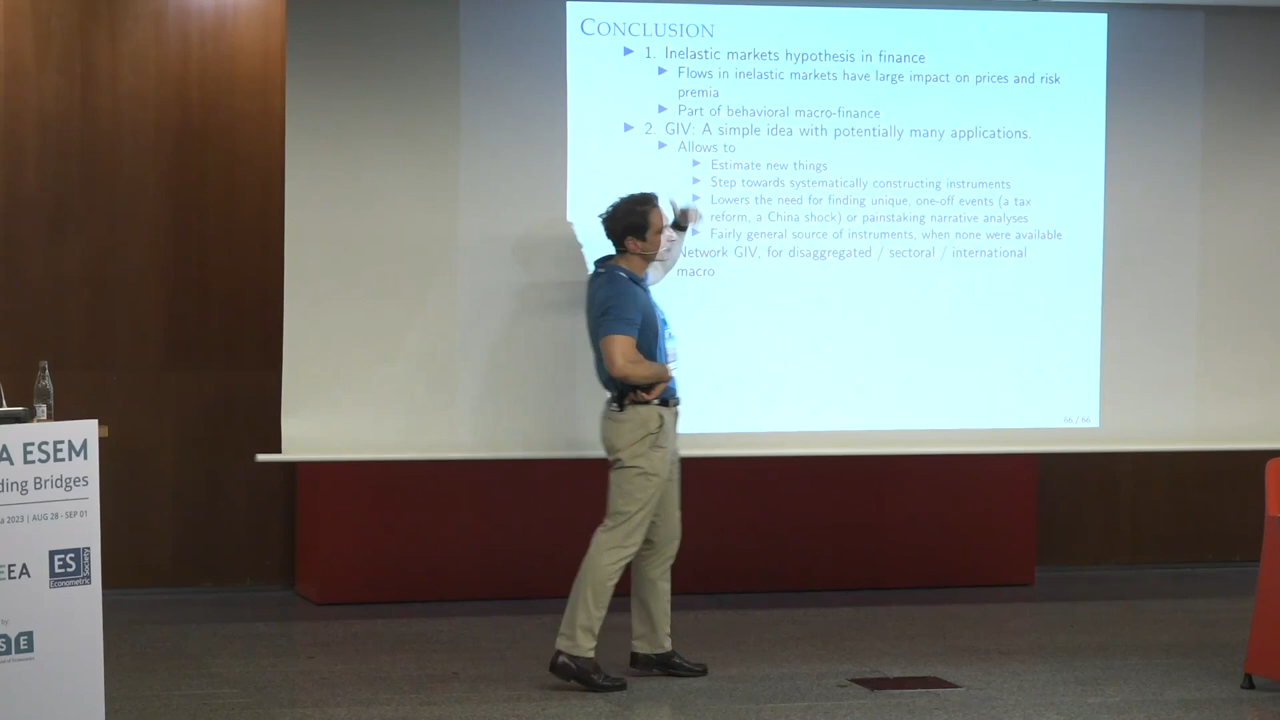 CONCLUSION
1. Inelastic markets hypothesis in finance
Flows in inelastic markets have large impact on prices and risk
premia
Part of behavioral macro-finance
2. GIV: A simple idea with potentially many applications.
Allows to
Estimate new things
Step towards systematically constructing instruments
Lowers the need for finding unique, one-off events (a tax
reform, a China shock) or painstaking narrative analyses
Fairly general source of instruments, when none were available
Network GIV, for disaggregated / sectoral / international
macro
66 / 66
A ESEM
ding Bridges
a 2023 | AUG 28 - SEP 01
EEA
ES
Econometric
Society
by:
S E
of Economics